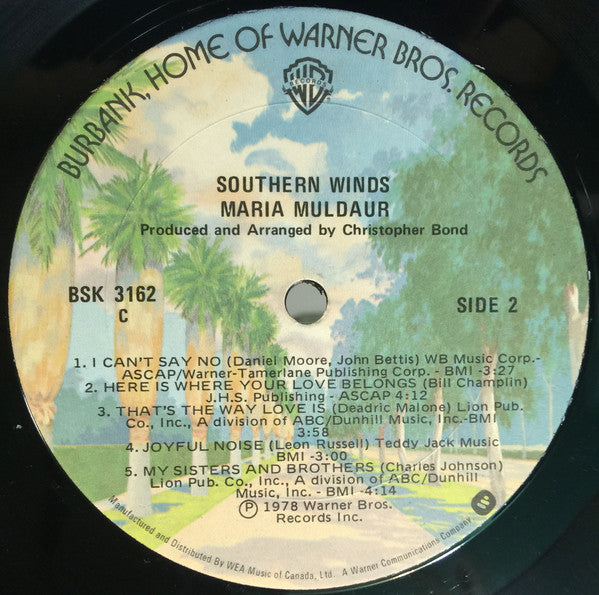 BURBANK, HOME OF WARNER BROS. RECORDS
WB
RECORDS
SOUTHERN WINDS
MARIA MULDAUR
Produced and Arranged by Christopher Bond
BSK 3162
C
SIDE 2
1. I CAN'T SAY NO (Daniel Moore, John Bettis) WB Music Corp.-
ASCAP/Warner-Tamerlane Publishing Corp. - BMI -3:27
2. HERE IS WHERE YOUR LOVE BELONGS (Bill Champlin)
J.H.S. Publishing - ASCAP 4:12
3. THAT'S THE WAY LOVE IS (Deadric Malone) Lion Pub.
Co., Inc., A division of ABC/Dunhill Music, Inc.-BMI
3:58
4. JOYFUL NOISE (Leon Russell) Teddy Jack Music
BMI -3:00
5. MY SISTERS AND BROTHERS (Charles Johnson)
Lion Pub. Co., Inc., A division of ABC/Dunhill
Music, Inc. - BMI -4:14
Ⓟ 1978 Warner Bros.
Records Inc.
Manufactured and Distributed By WEA Music of Canada, Ltd. A Warner Communications Company